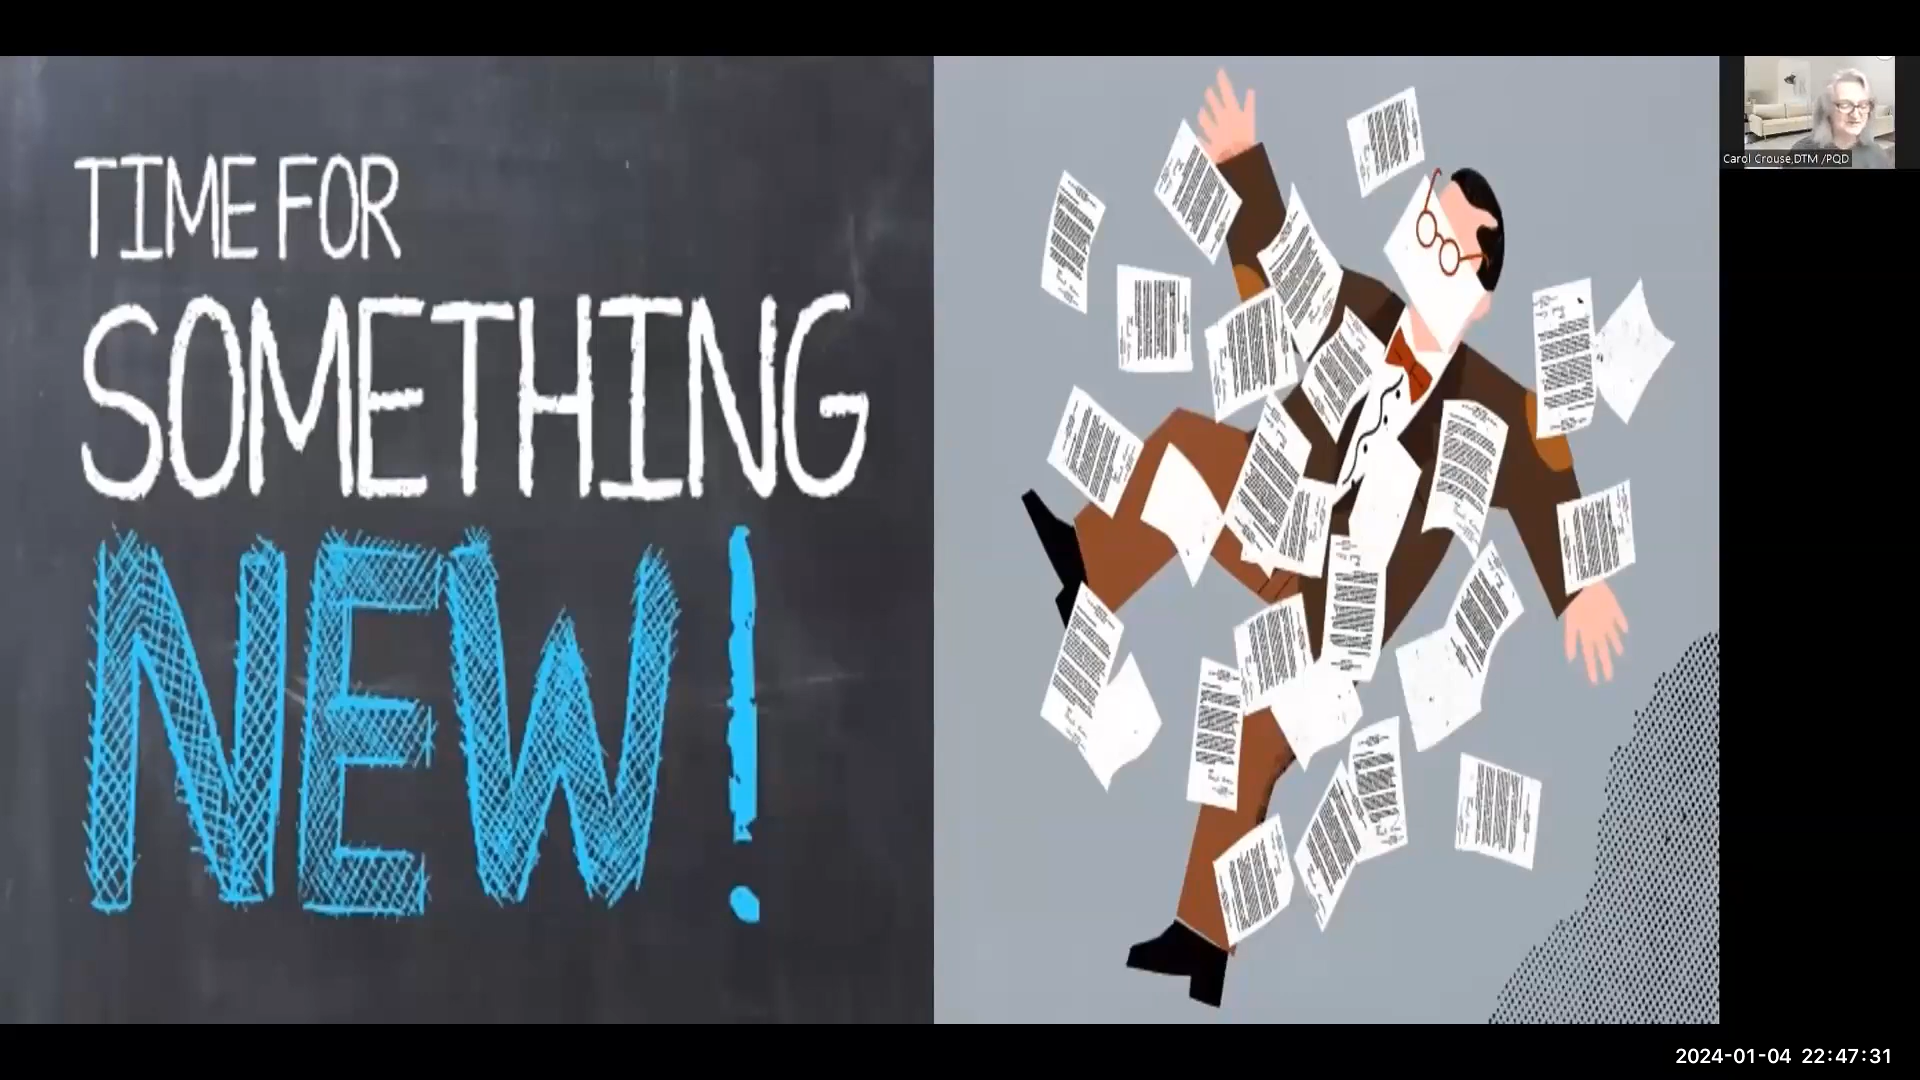 TIME FOR
SOMETHING
NEW!
Carol Crouse,DTM /PQD
2024-01-04 22:47:31